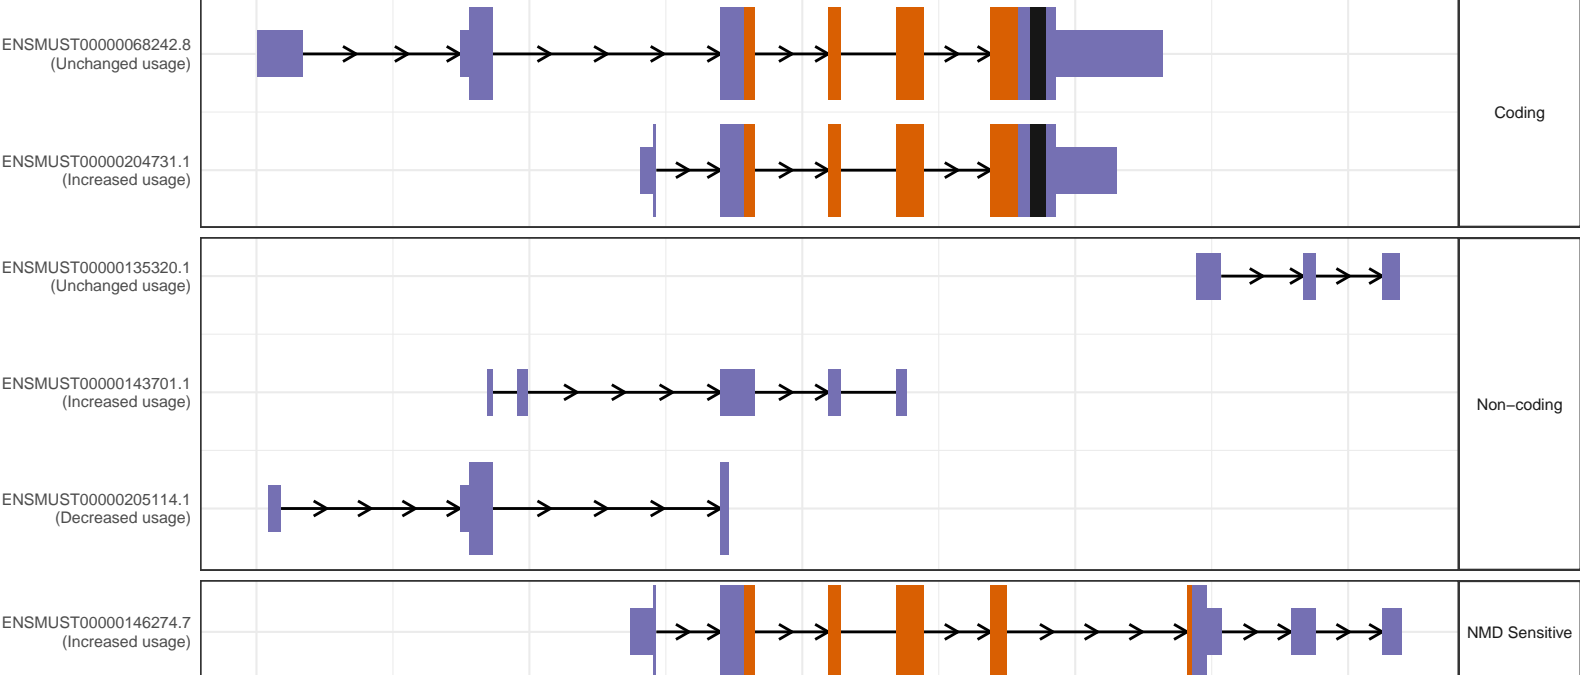 ENSMUST00000068242.8
(Unchanged usage)
Coding
ENSMUST00000204731.1
(Increased usage)
ENSMUST00000135320.1
(Unchanged usage)
ENSMUST00000143701.1
(Increased usage)
Non−coding
ENSMUST00000205114.1
(Decreased usage)
ENSMUST00000146274.7
(Increased usage)
NMD Sensitive